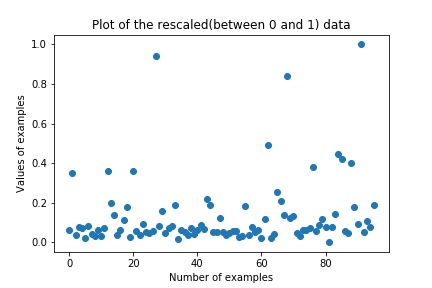 Plot of the rescaled(between 0 and 1) data
Values of examples
1.0
0.8
0.6
0.4
0.2
0.0
0 20 40 60 80
Number of examples